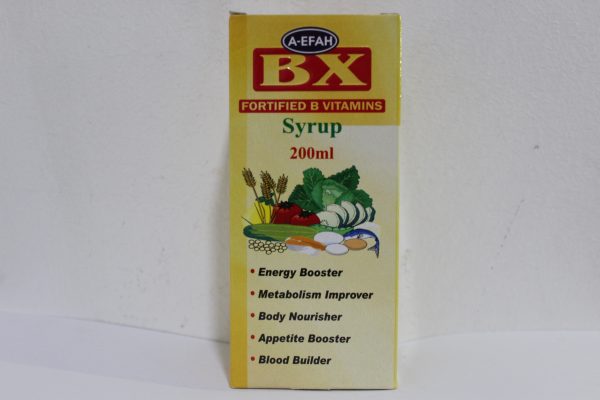 A-EFAH
BX
FORTIFIED B VITAMINS
Syrup
200ml
• Energy Booster
• Metabolism Improver
• Body Nourisher
• Appetite Booster
• Blood Builder